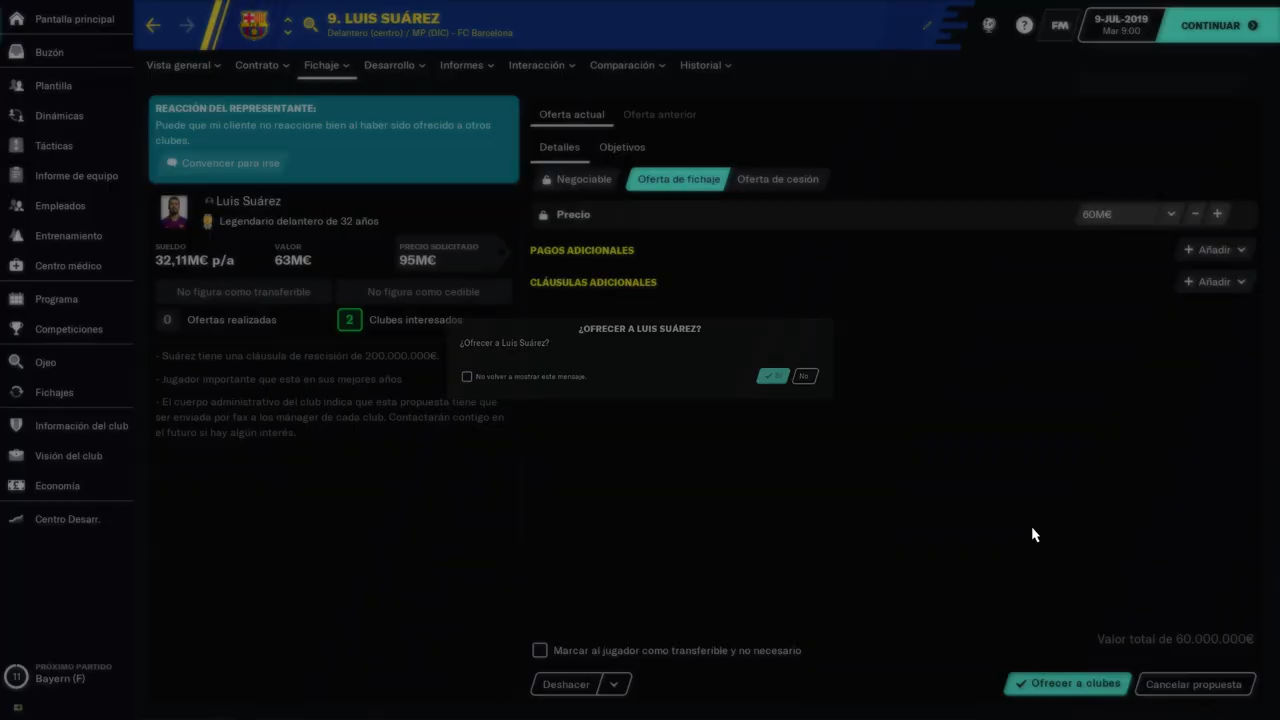 Pantalla principal
Buzón
Plantilla
Dinámicas
Tácticas
Informe de equipo
Empleados
Entrenamiento
Centro médico
Programa
Competiciones
Ojeo
Fichajes
Información del club
Visión del club
Economía
Centro Desarr.
11
PRÓXIMO PARTIDO
Bayern (F)
9. LUIS SUÁREZ
Delantero (centro) / MP (DIC) - FC Barcelona
?
FM
9-JUL-2019
Mar 9:00
CONTINUAR
Vista general
Contrato
Fichaje
Desarrollo
Informes
Interacción
Comparación
Historial
REACCIÓN DEL REPRESENTANTE:
Puede que mi cliente no reaccione bien al haber sido ofrecido a otros
clubes.
Convencer para irse
Luis Suárez
Legendario delantero de 32 años
SUELDO
32,11M€ p/a
VALOR
63M€
PRECIO SOLICITADO
95M€
No figura como transferible
No figura como cedible
0 Ofertas realizadas
2 Clubes interesados
- Suárez tiene una cláusula de rescisión de 200.000.000€.
- Jugador importante que está en sus mejores años
- El cuerpo administrativo del club indica que esta propuesta tiene que
ser enviada por fax a los mánager de cada club. Contactarán contigo en
el futuro si hay algún interés.
Oferta actual
Oferta anterior
Detalles
Objetivos
Negociable
Oferta de fichaje
Oferta de cesión
Precio
60M€
- +
PAGOS ADICIONALES
+ Añadir
CLÁUSULAS ADICIONALES
+ Añadir
¿OFRECER A LUIS SUÁREZ?
¿Ofrecer a Luis Suárez?
No volver a mostrar este mensaje.
Sí
No
Valor total de 60.000.000€
Marcar al jugador como transferible y no necesario
Deshacer
Ofrecer a clubes
Cancelar propuesta